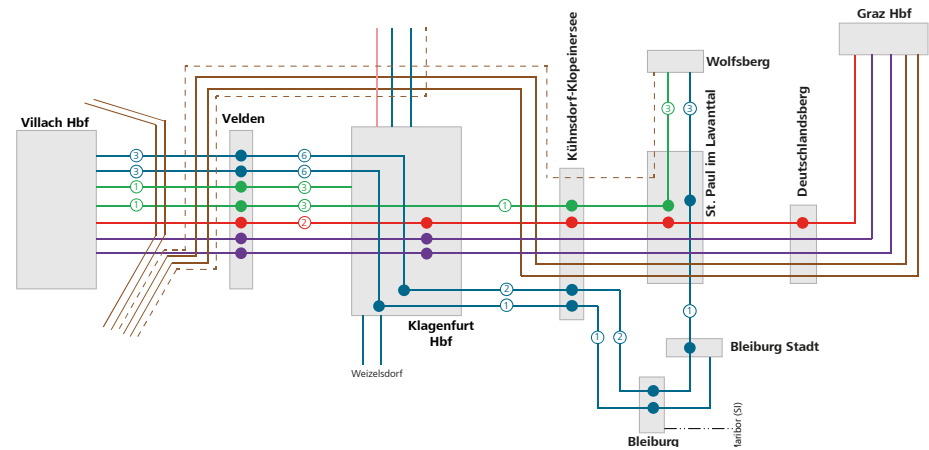 Graz Hbf
Wolfsberg
Kühnsdorf-Klopeinersee
St. Paul im Lavanttal
Deutschlandsberg
Villach Hbf
Velden
3
3
3
6
3
6
1
3
1
3
1
2
2
1
1
1
2
Klagenfurt
Hbf
Weizelsdorf
Bleiburg Stadt
Bleiburg
(SI)